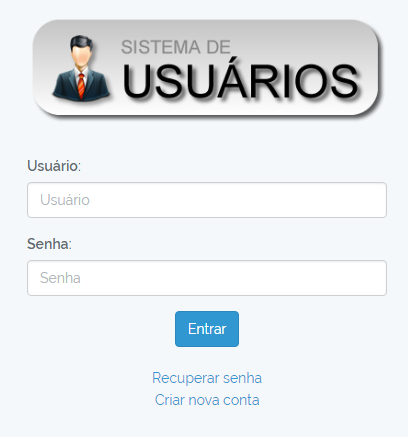 SISTEMA DE
USUÁRIOS
Usuário:
Usuário
Senha:
Senha
Entrar
Recuperar senha
Criar nova conta